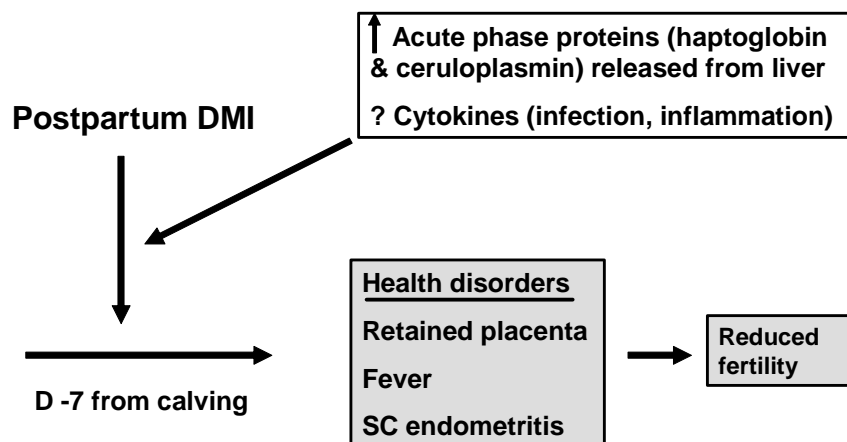 ↑ Acute phase proteins (haptoglobin
& ceruloplasmin) released from liver
? Cytokines (infection, inflammation)
Postpartum DMI
Health disorders
Retained placenta
Fever
SC endometritis
Reduced
fertility
D -7 from calving